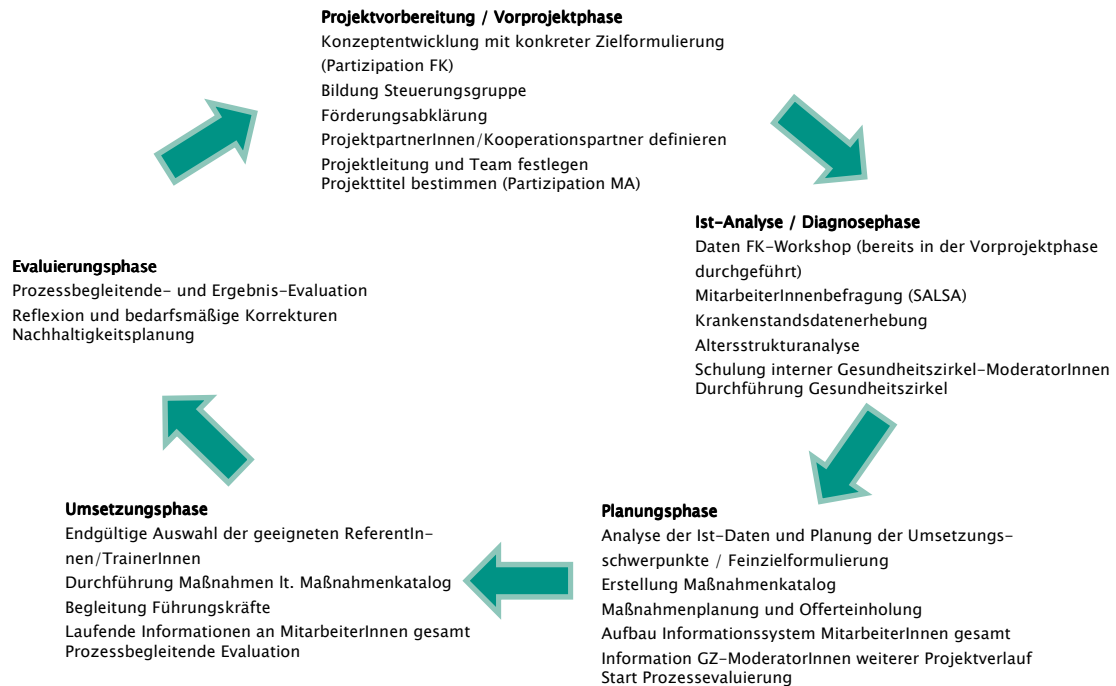 Projektvorbereitung / Vorprojektphase
Konzeptentwicklung mit konkreter Zielformulierung
(Partizipation FK)
Bildung Steuerungsgruppe
Förderungsabklärung
ProjektpartnerInnen/Kooperationspartner definieren
Projektleitung und Team festlegen
Projekttitel bestimmen (Partizipation MA)
Ist-Analyse / Diagnosephase
Daten FK-Workshop (bereits in der Vorprojektphase
durchgeführt)
MitarbeiterInnenbefragung (SALSA)
Krankenstandsdatenerhebung
Altersstrukturanalyse
Schulung interner Gesundheitszirkel-ModeratorInnen
Durchführung Gesundheitszirkel
Planungsphase
Analyse der Ist-Daten und Planung der Umsetzungs-
schwerpunkte / Feinzielformulierung
Erstellung Maßnahmenkatalog
Maßnahmenplanung und Offerteinholung
Aufbau Informationssystem MitarbeiterInnen gesamt
Information GZ-ModeratorInnen weiterer Projektverlauf
Start Prozessevaluierung
Umsetzungsphase
Endgültige Auswahl der geeigneten ReferentIn-
nen/TrainerInnen
Durchführung Maßnahmen lt. Maßnahmenkatalog
Begleitung Führungskräfte
Laufende Informationen an MitarbeiterInnen gesamt
Prozessbegleitende Evaluation
Evaluierungsphase
Prozessbegleitende- und Ergebnis-Evaluation
Reflexion und bedarfsmäßige Korrekturen
Nachhaltigkeitsplanung